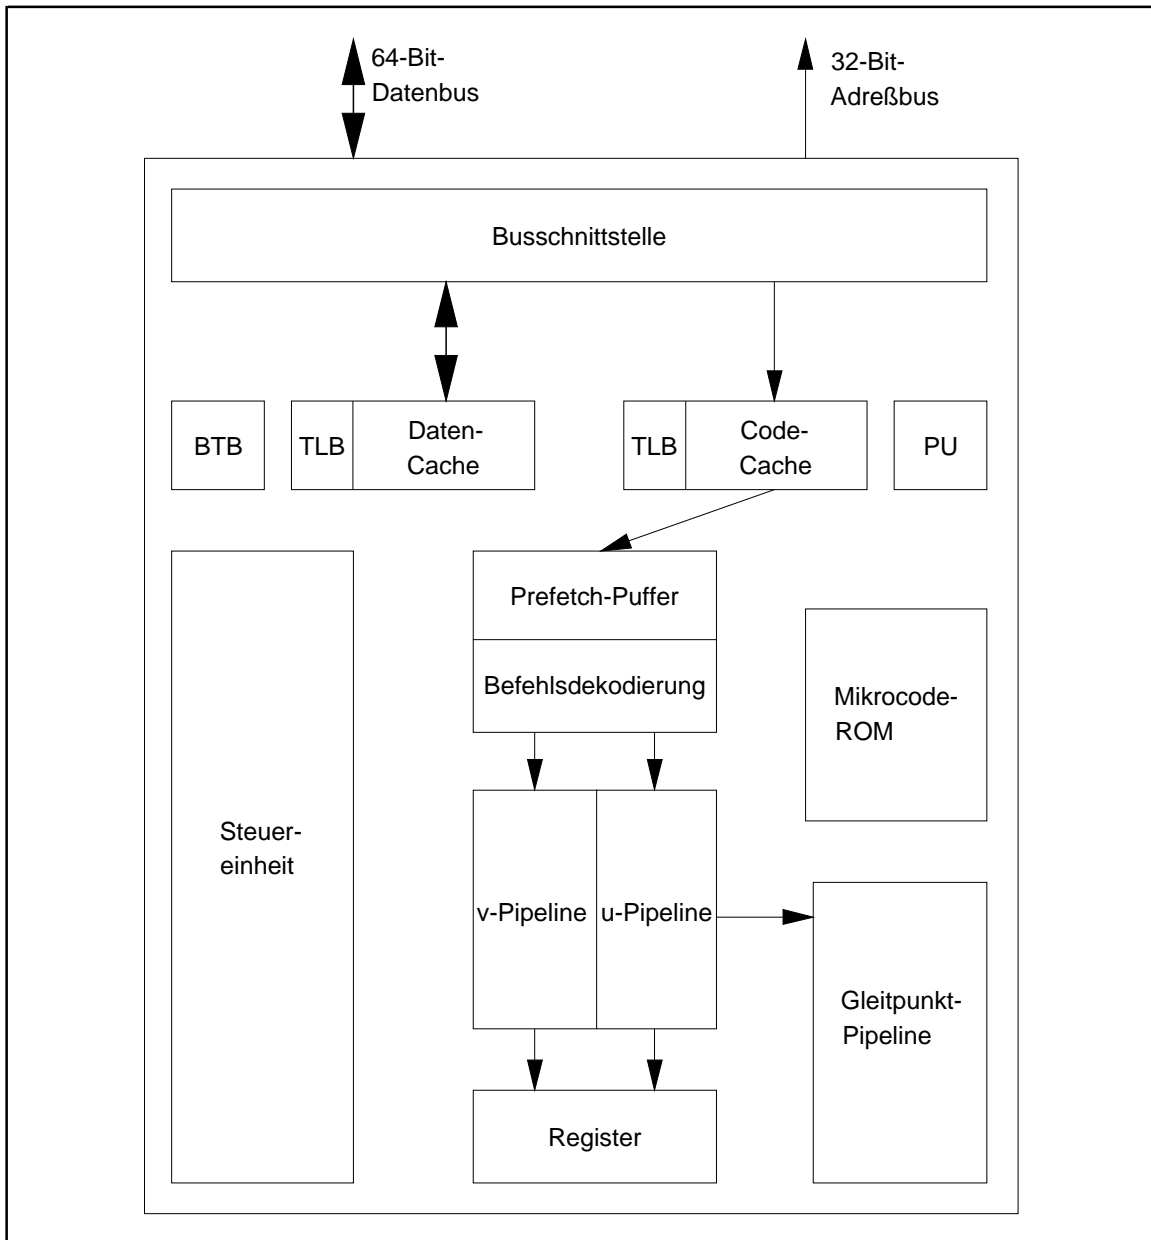 64-Bit-
Datenbus
32-Bit-
Adreßbus
Busschnittstelle
BTB
TLB
Daten-
Cache
TLB
Code-
Cache
PU
Prefetch-Puffer
Befehlsdekodierung
Mikrocode-
ROM
Steuer-
einheit
v-Pipeline
u-Pipeline
Gleitpunkt-
Pipeline
Register